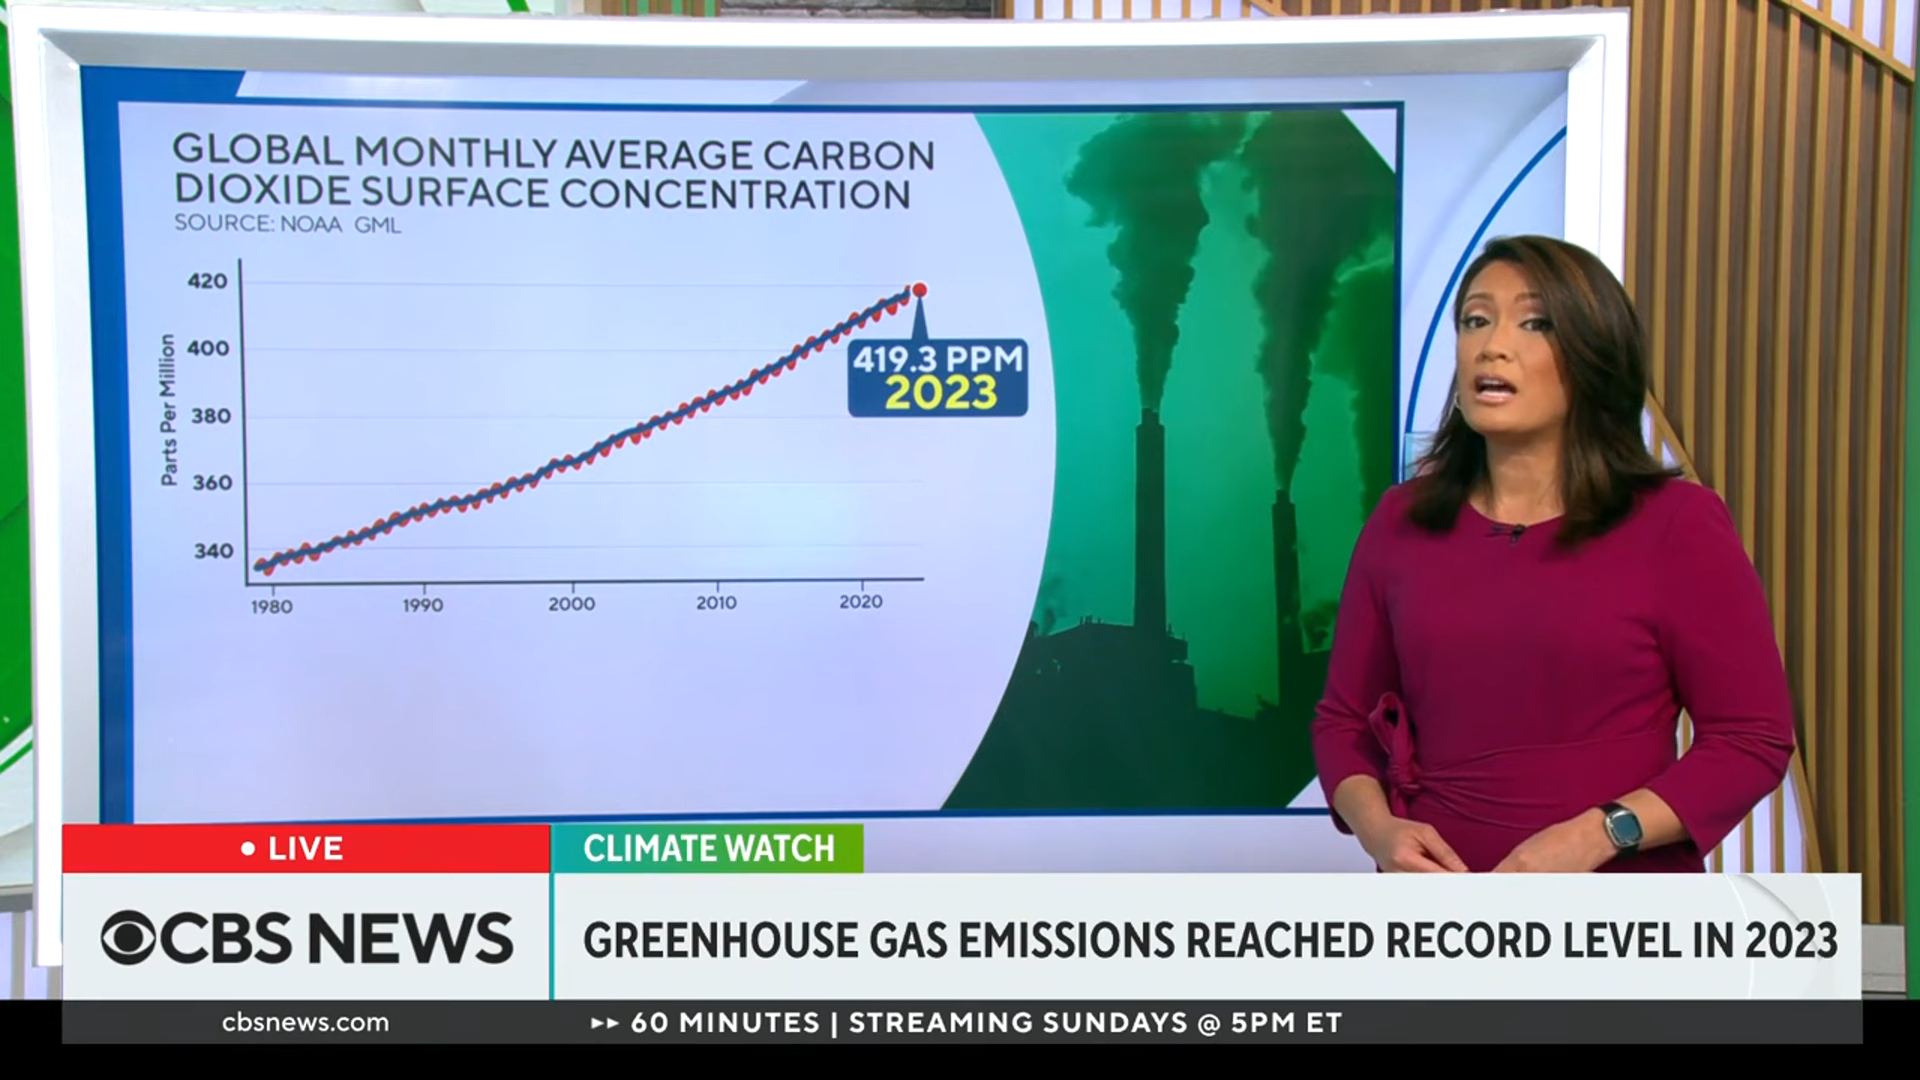 GLOBAL MONTHLY AVERAGE CARBON
DIOXIDE SURFACE CONCENTRATION
SOURCE: NOAA GML
Parts Per Million
420
400
380
360
340
1980
1990
2000
2010
2020
419.3 PPM
2023
LIVE
CLIMATE WATCH
CBS NEWS
GREENHOUSE GAS EMISSIONS REACHED RECORD LEVEL IN 2023
cbsnews.com
60 MINUTES | STREAMING SUNDAYS @ 5PM ET